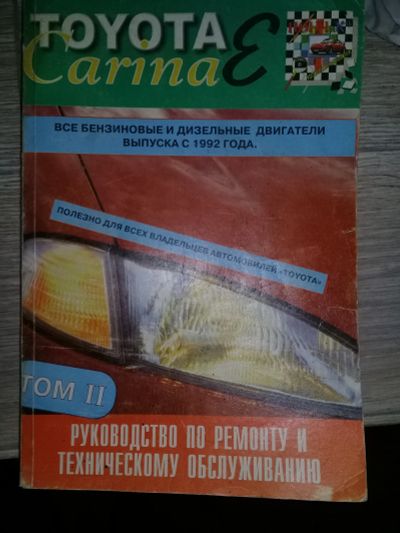 TOYOTA
Carina E
ВСЕ БЕНЗИНОВЫЕ И ДИЗЕЛЬНЫЕ ДВИГАТЕЛИ
ВЫПУСКА С 1992 ГОДА.
ПОЛЕЗНО ДЛЯ ВСЕХ ВЛАДЕЛЬЦЕВ АВТОМОБИЛЕЙ «TOYOTA»
ТОМ II
РУКОВОДСТВО ПО РЕМОНТУ И
ТЕХНИЧЕСКОМУ ОБСЛУЖИВАНИЮ